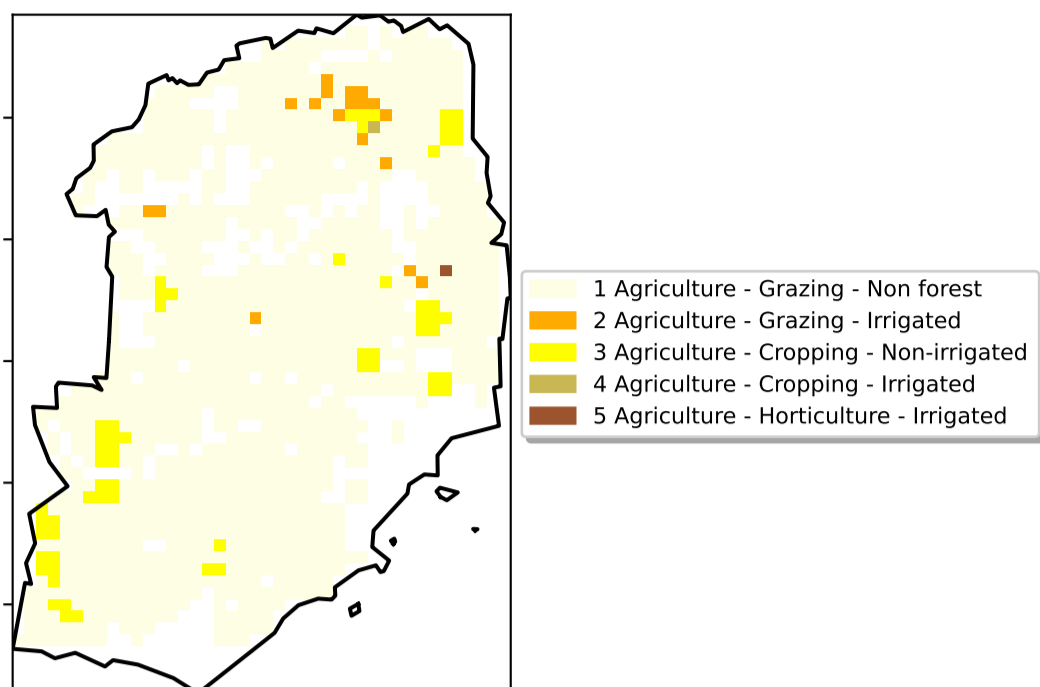 1 Agriculture - Grazing - Non forest
2 Agriculture - Grazing - Irrigated
3 Agriculture - Cropping - Non-irrigated
4 Agriculture - Cropping - Irrigated
5 Agriculture - Horticulture - Irrigated